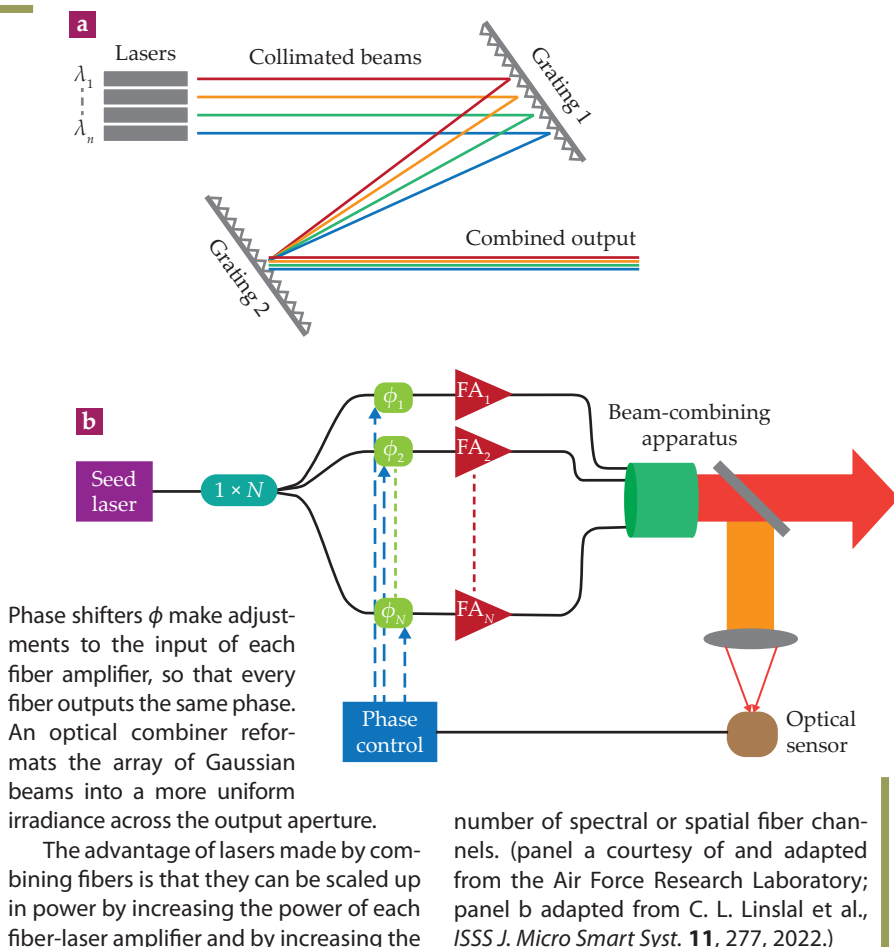 a
Lasers
Collimated beams
λ1
λn
Grating 1
Grating 2
Combined output
b
Seed
laser
1 × N
ϕ1
ϕ2
ϕN
FA1
FA2
FAN
Beam-combining
apparatus
Phase
control
Optical
sensor
Phase shifters ϕ make adjust-
ments to the input of each
fiber amplifier, so that every
fiber outputs the same phase.
An optical combiner refor-
mats the array of Gaussian
beams into a more uniform
irradiance across the output aperture.
The advantage of lasers made by com-
bining fibers is that they can be scaled up
in power by increasing the power of each
fiber-laser amplifier and by increasing the
number of spectral or spatial fiber chan-
nels. (panel a courtesy of and adapted
from the Air Force Research Laboratory;
panel b adapted from C. L. Linslal et al.,
ISSS J. Micro Smart Syst. 11, 277, 2022.)